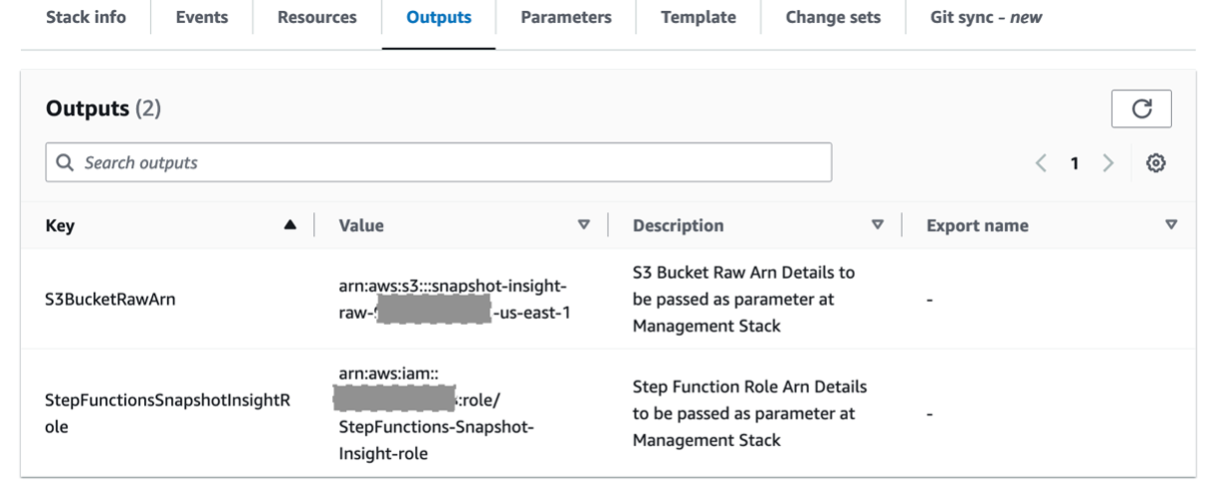 Stack info Events Resources Outputs Parameters Template Change sets Git sync - new
Outputs (2)
Search outputs
1
Key Value Description Export name
S3BucketRawArn
arn:aws:s3:::snapshot-insight-
raw- -us-east-1
S3 Bucket Raw Arn Details to
be passed as parameter at
Management Stack
-
StepFunctionsSnapshotInsightR
ole
arn:aws:iam::
:role/
StepFunctions-Snapshot-
Insight-role
Step Function Role Arn Details
to be passed as parameter at
Management Stack
-